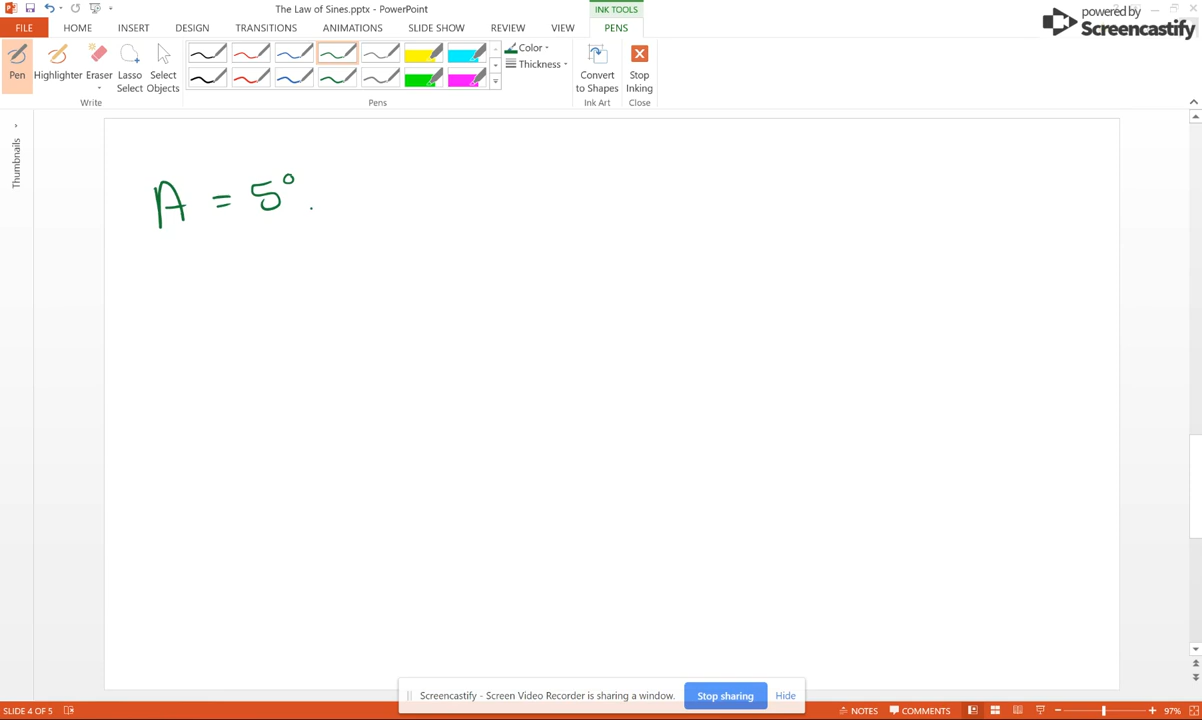 The Law of Sines.pptx - PowerPoint
INK TOOLS
powered by
Screencastify
FILE HOME INSERT DESIGN TRANSITIONS ANIMATIONS SLIDE SHOW REVIEW VIEW PENS
Pen Highlighter Eraser Lasso Select Select Objects
Color
Thickness
Convert to Shapes
Stop Inking
Write Pens Ink Art Close
Thumbnails
A = 5° .
Screencastify - Screen Video Recorder is sharing a window. Stop sharing Hide
SLIDE 4 OF 5 NOTES COMMENTS 97%